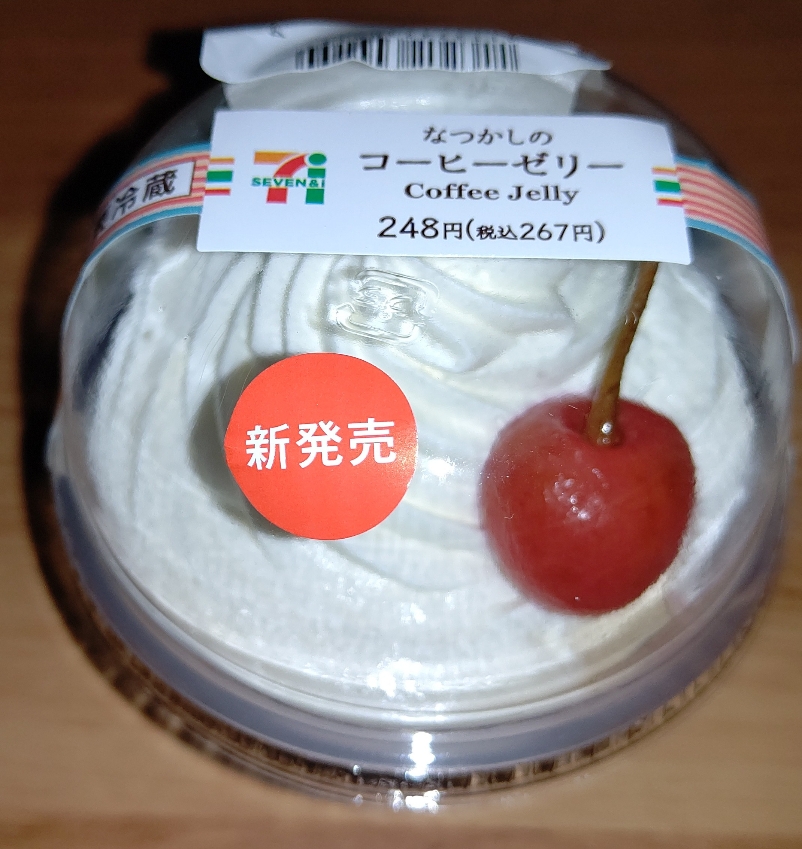 なつかしの
コーヒーゼリー
Coffee Jelly
248円(税込267円)
SEVEN&i
冷蔵
新発売